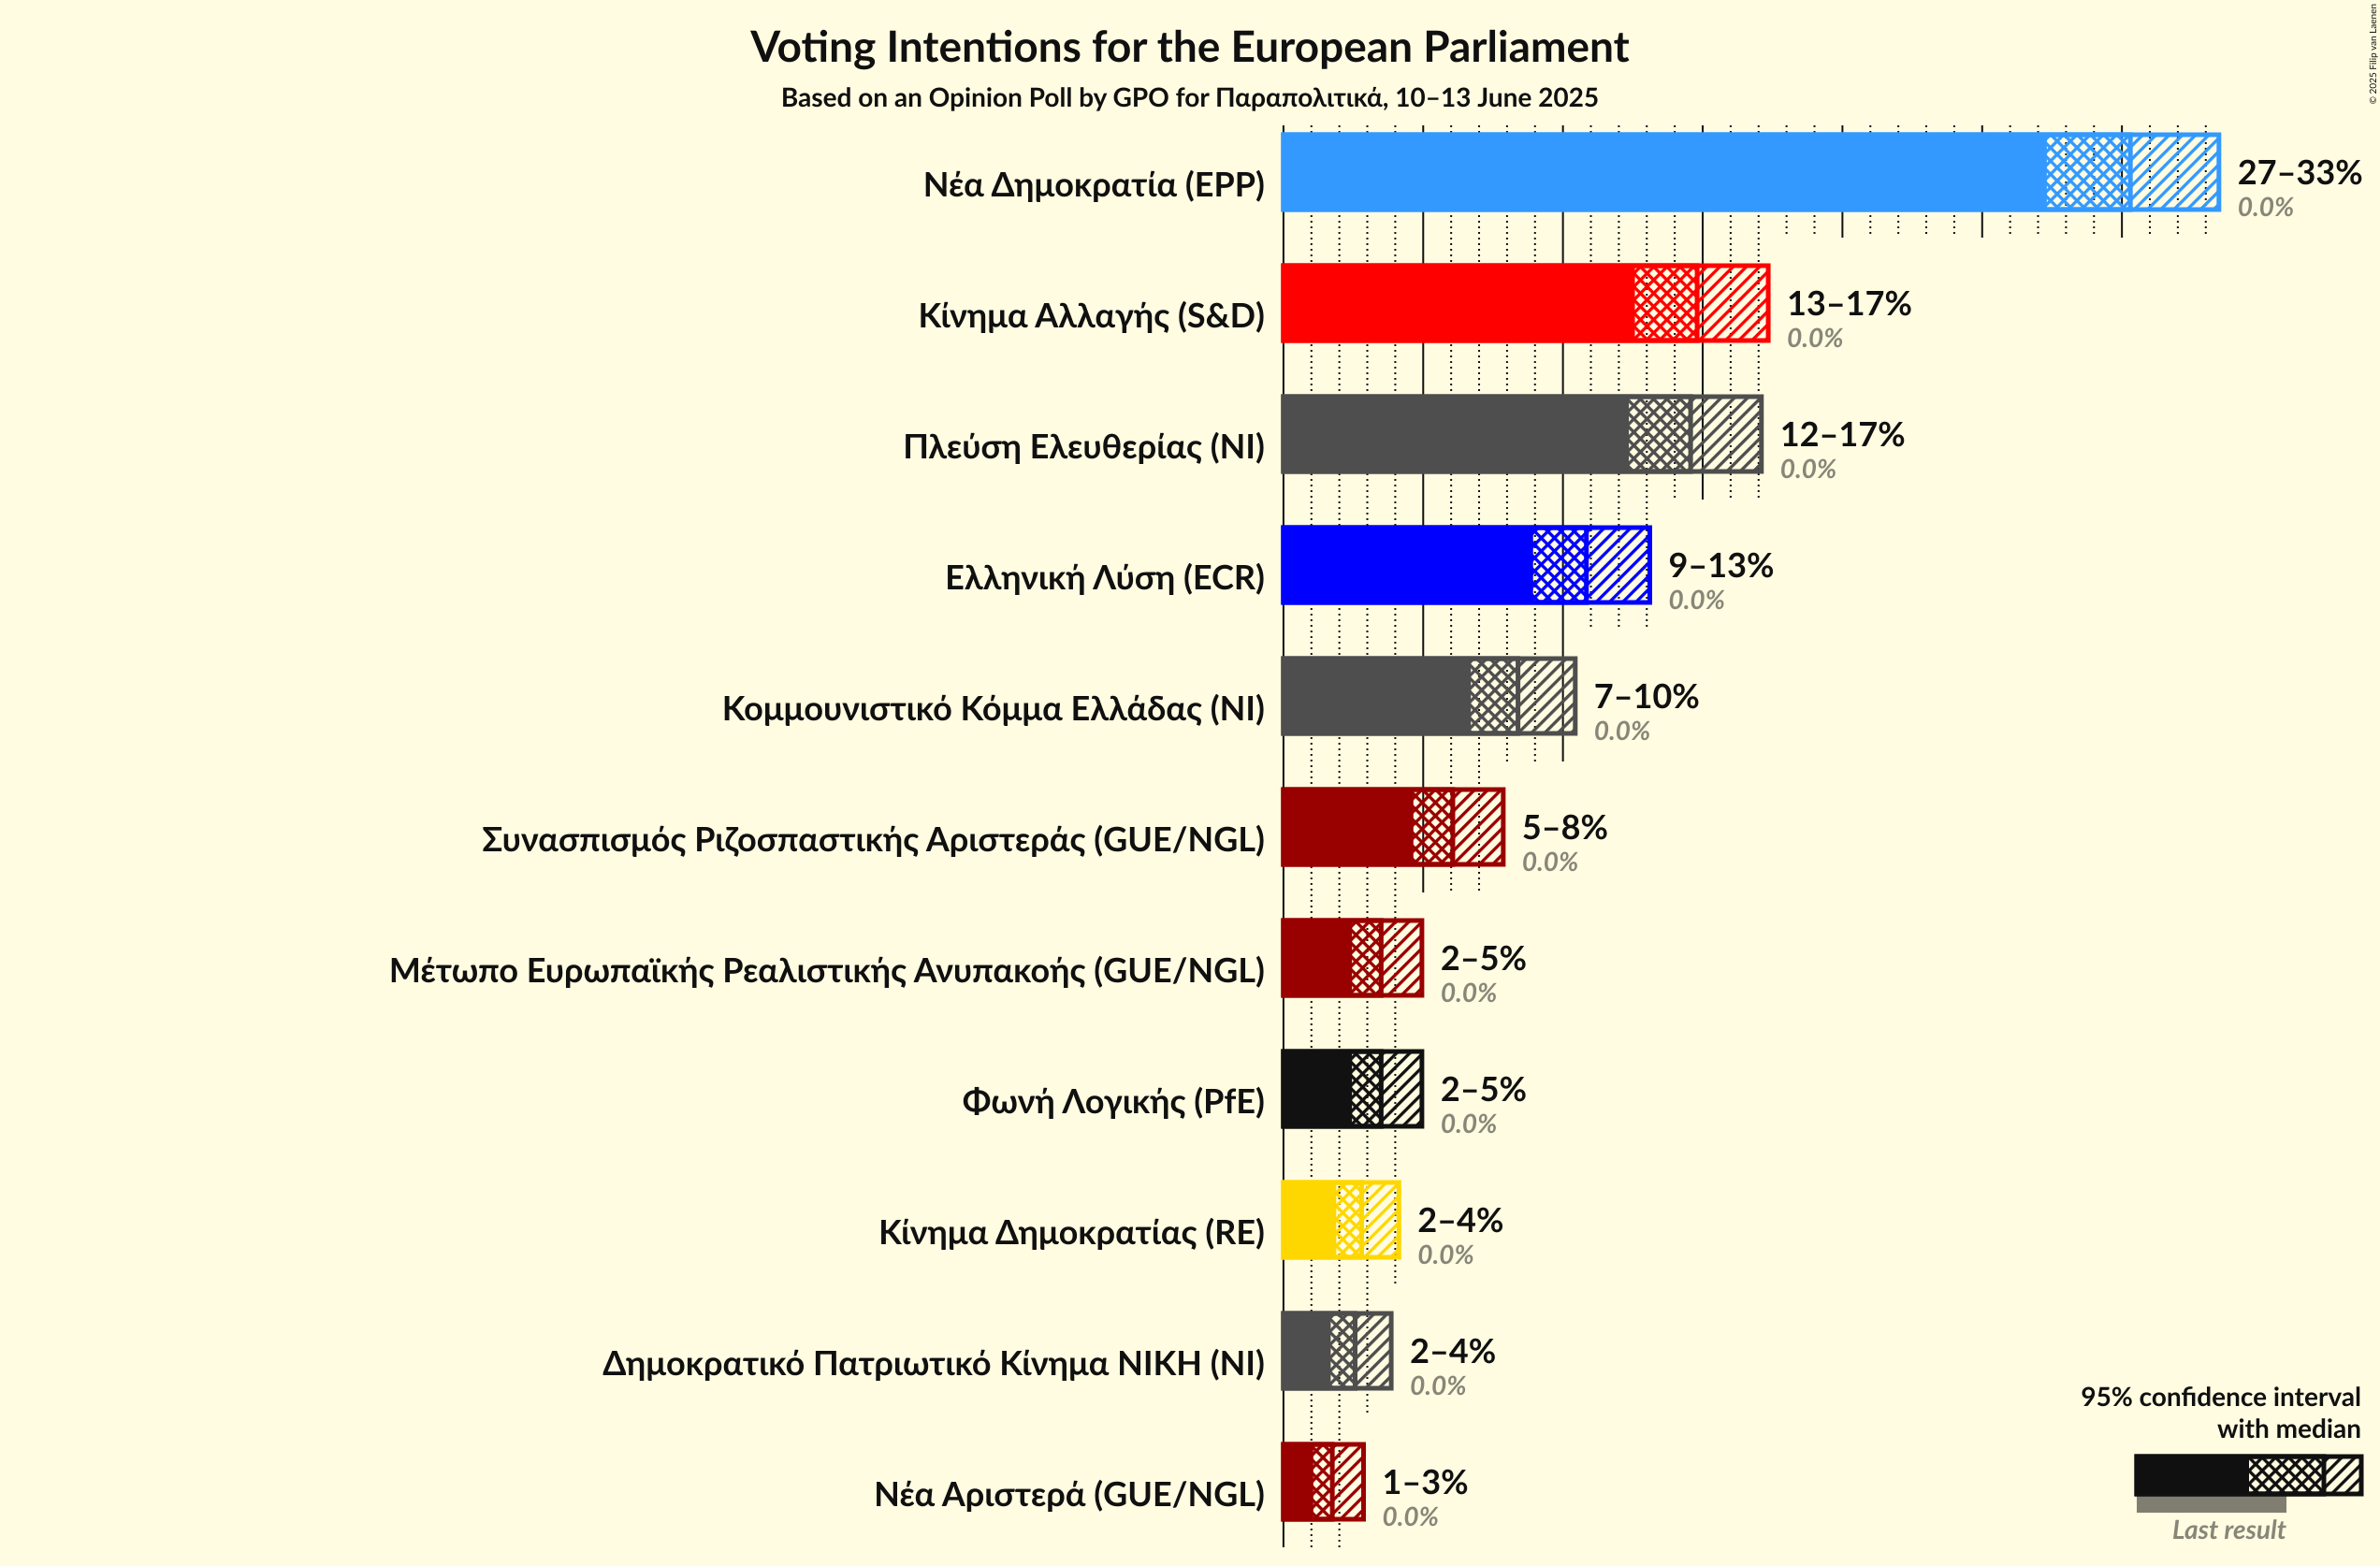 Voting Intentions for the European Parliament
Based on an Opinion Poll by GPO for Παραπολιτικά, 10–13 June 2025
© 2025 Filip van Laenen
Νέα Δημοκρατία (EPP)
27–33%
0.0%
Κίνημα Αλλαγής (S&D)
13–17%
0.0%
Πλεύση Ελευθερίας (NI)
12–17%
0.0%
Ελληνική Λύση (ECR)
9–13%
0.0%
Κομμουνιστικό Κόμμα Ελλάδας (NI)
7–10%
0.0%
Συνασπισμός Ριζοσπαστικής Αριστεράς (GUE/NGL)
5–8%
0.0%
Μέτωπο Ευρωπαϊκής Ρεαλιστικής Ανυπακοής (GUE/NGL)
2–5%
0.0%
Φωνή Λογικής (PfE)
2–5%
0.0%
Κίνημα Δημοκρατίας (RE)
2–4%
0.0%
Δημοκρατικό Πατριωτικό Κίνημα ΝΙΚΗ (NI)
2–4%
0.0%
Νέα Αριστερά (GUE/NGL)
1–3%
0.0%
95% confidence interval
with median
Last result